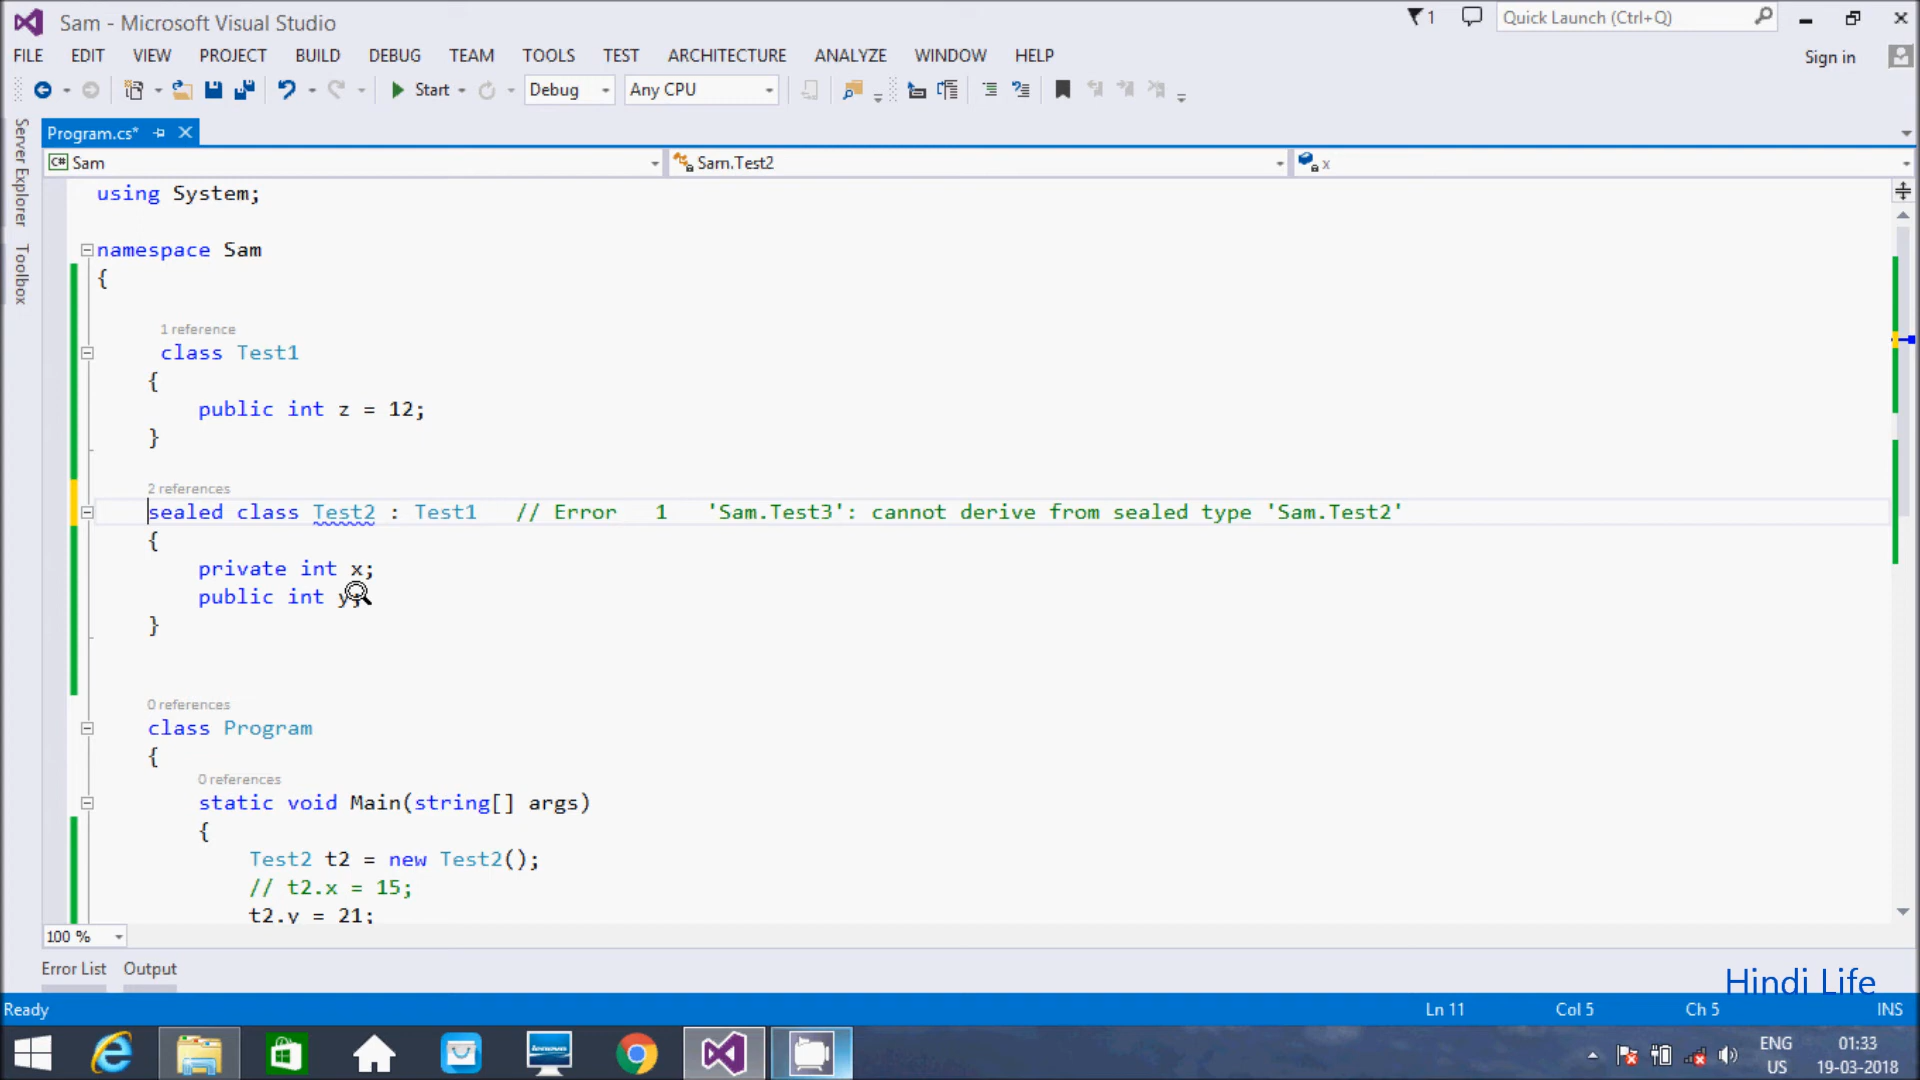 Sam - Microsoft Visual Studio
1
Quick Launch (Ctrl+Q)
FILE EDIT VIEW PROJECT BUILD DEBUG TEAM TOOLS TEST ARCHITECTURE ANALYZE WINDOW HELP
Sign in
Start Debug Any CPU
Server Explorer
Toolbox
Program.cs*
C# Sam
Sam.Test2
x
using System;
namespace Sam
{
1 reference
class Test1
{
public int z = 12;
}
2 references
sealed class Test2 : Test1 // Error 1 'Sam.Test3': cannot derive from sealed type 'Sam.Test2'
{
private int x;
public int y;
}
0 references
class Program
{
0 references
static void Main(string[] args)
{
Test2 t2 = new Test2();
// t2.x = 15;
t2.y = 21;
100 %
Error List Output
Hindi Life
Ready
Ln 11
Col 5
Ch 5
INS
lenovo
ENG
US
01:33
19-03-2018